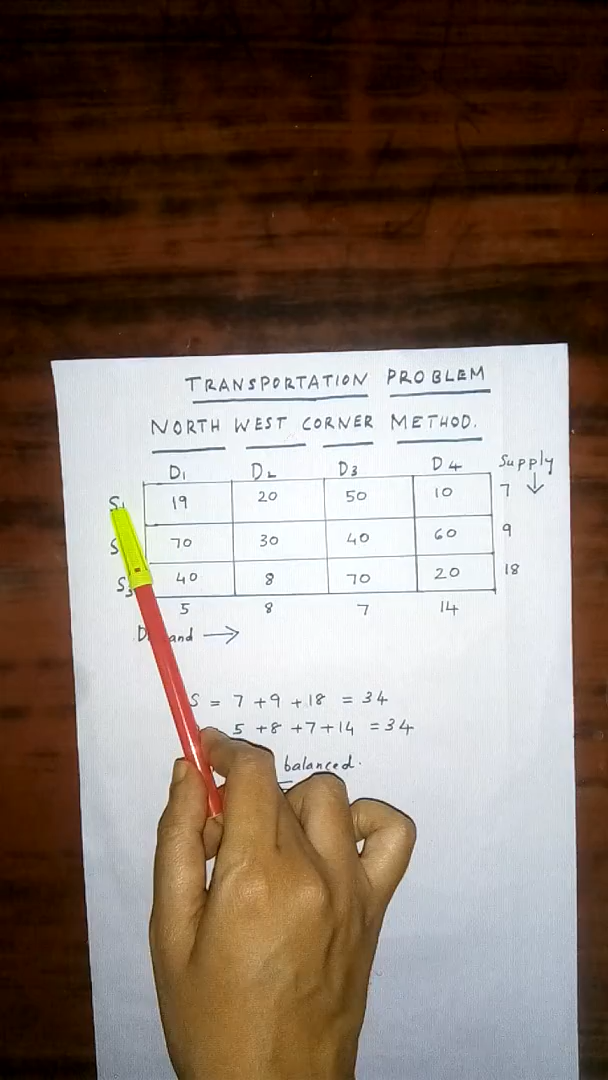 TRANSPORTATION PROBLEM
NORTH WEST CORNER METHOD.
D1 D2 D3 D4 Supply ↓
S1 19 20 50 10 7
S 70 30 40 60 9
S3 40 8 70 20 18
5 8 7 14
→
S = 7 + 9 + 18 = 34
5 + 8 + 7 + 14 = 34
balanced.